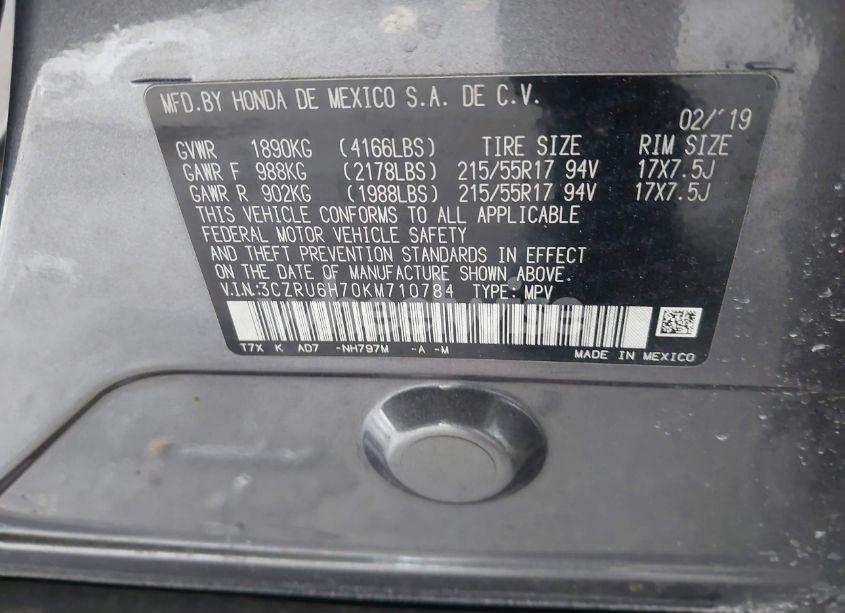 MFD.BY HONDA DE MEXICO S.A. DE C.V.
02/'19
GVWR 1890KG (4166LBS) TIRE SIZE RIM SIZE
GAWR F 988KG (2178LBS) 215/55R17 94V 17X7.5J
GAWR R 902KG (1988LBS) 215/55R17 94V 17X7.5J
THIS VEHICLE CONFORMS TO ALL APPLICABLE
FEDERAL MOTOR VEHICLE SAFETY
AND THEFT PREVENTION STANDARDS IN EFFECT
ON THE DATE OF MANUFACTURE SHOWN ABOVE.
V.I.N.:3CZRU6H70KM710784 TYPE: MPV
T7X K AD7 -NH797M -A -M
MADE IN MEXICO